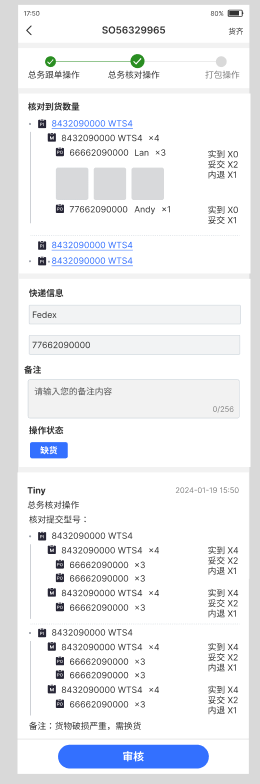 17:50 80%
SO56329965 货齐
总务跟单操作 总务核对操作 打包操作
核对到货数量
8432090000 WTS4
M 8432090000 WTS4 ×4
PO 66662090000 Lan ×3 实到 X0
妥交 X2
内退 X1
PO 77662090000 Andy ×1 实到 X0
妥交 X1
8432090000 WTS4
8432090000 WTS4
快递信息
Fedex
77662090000
备注
请输入您的备注内容
0/256
操作状态
缺货
Tiny 2024-01-19 15:50
总务核对操作
核对提交型号：
8432090000 WTS4
M 8432090000 WTS4 ×4 实到 X4
妥交 X2
PO 66662090000 ×3 内退 X1
PO 66662090000 ×3
M 8432090000 WTS4 ×4 实到 X4
妥交 X2
PO 66662090000 ×3 内退 X1
8432090000 WTS4
M 8432090000 WTS4 ×4 实到 X4
妥交 X2
PO 66662090000 ×3 内退 X1
PO 66662090000 ×3
M 8432090000 WTS4 ×4 实到 X4
妥交 X2
PO 66662090000 ×3 内退 X1
备注：货物破损严重，需换货
审核